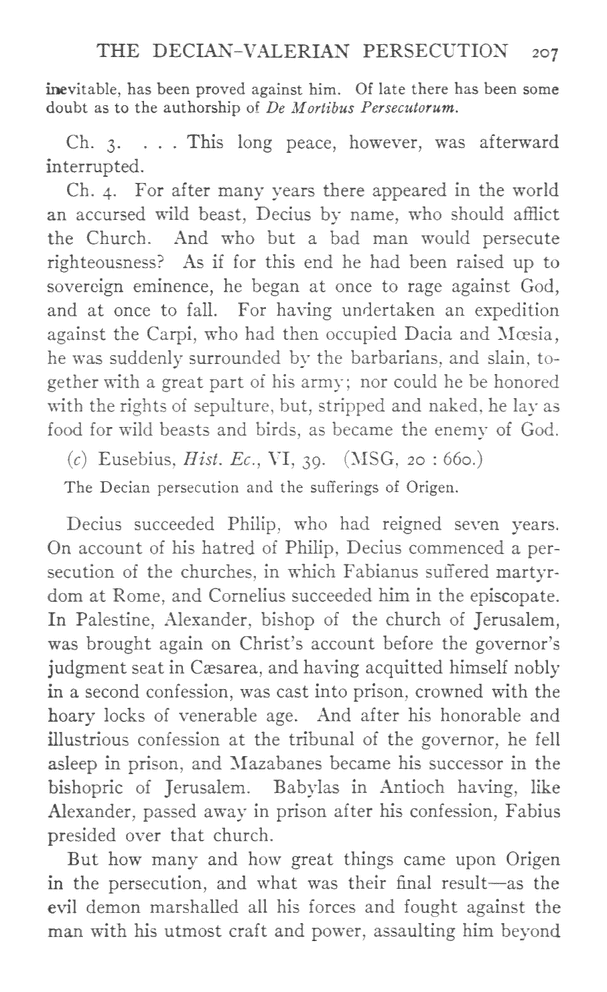 THE DECIAN-VALERIAN PERSECUTION 207
inevitable, has been proved against him. Of late there has been some
doubt as to the authorship of De Mortibus Persecutorum.
Ch. 3. . . . This long peace, however, was afterward
interrupted.
Ch. 4. For after many years there appeared in the world
an accursed wild beast, Decius by name, who should afflict
the Church. And who but a bad man would persecute
righteousness? As if for this end he had been raised up to
sovereign eminence, he began at once to rage against God,
and at once to fall. For having undertaken an expedition
against the Carpi, who had then occupied Dacia and Mœsia,
he was suddenly surrounded by the barbarians, and slain, to-
gether with a great part of his army; nor could he be honored
with the rights of sepulture, but, stripped and naked, he lay as
food for wild beasts and birds, as became the enemy of God.
(c) Eusebius, Hist. Ec., VI, 39. (MSG, 20 : 660.)
The Decian persecution and the sufferings of Origen.
Decius succeeded Philip, who had reigned seven years.
On account of his hatred of Philip, Decius commenced a per-
secution of the churches, in which Fabianus suffered martyr-
dom at Rome, and Cornelius succeeded him in the episcopate.
In Palestine, Alexander, bishop of the church of Jerusalem,
was brought again on Christ's account before the governor's
judgment seat in Cæsarea, and having acquitted himself nobly
in a second confession, was cast into prison, crowned with the
hoary locks of venerable age. And after his honorable and
illustrious confession at the tribunal of the governor, he fell
asleep in prison, and Mazabanes became his successor in the
bishopric of Jerusalem. Babylas in Antioch having, like
Alexander, passed away in prison after his confession, Fabius
presided over that church.
But how many and how great things came upon Origen
in the persecution, and what was their final result—as the
evil demon marshalled all his forces and fought against the
man with his utmost craft and power, assaulting him beyond